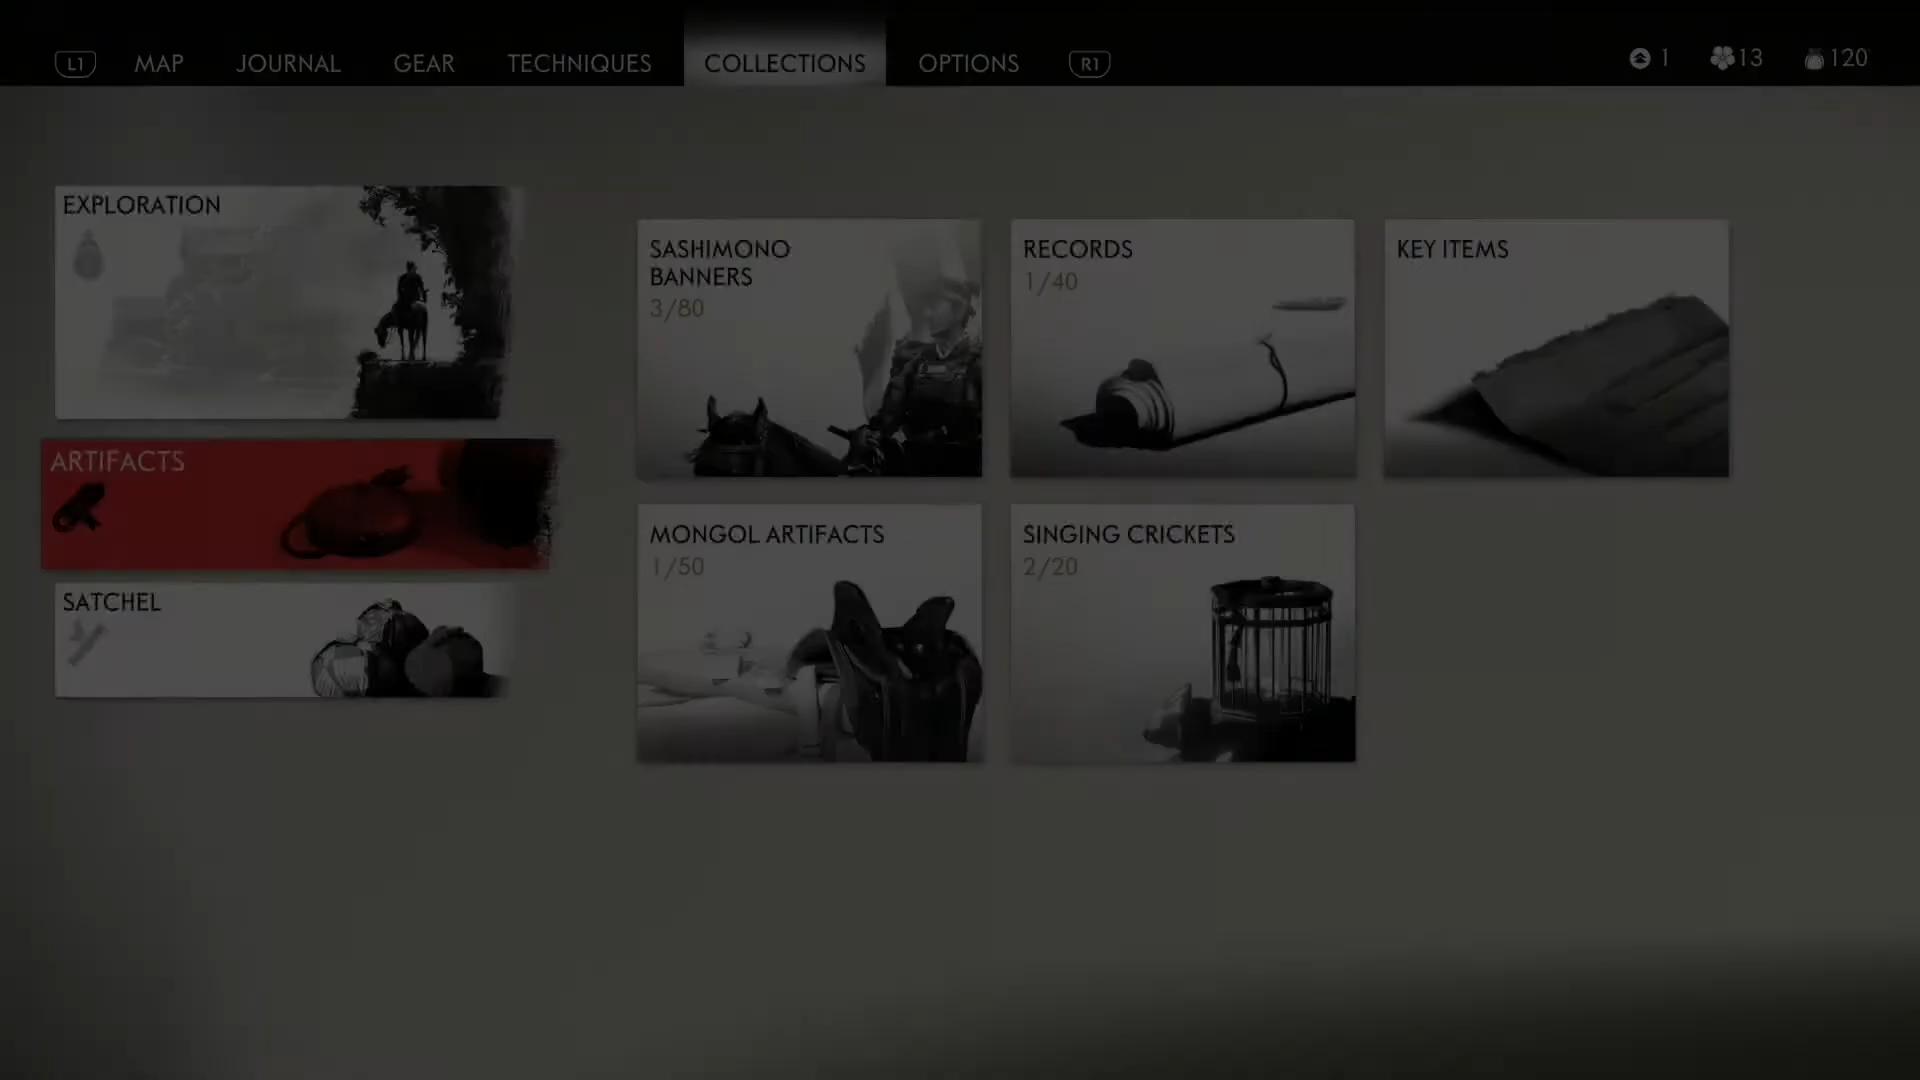 L1 MAP JOURNAL GEAR TECHNIQUES COLLECTIONS OPTIONS R1 1 13 120
EXPLORATION
ARTIFACTS
SATCHEL
SASHIMONO
BANNERS
3/80
RECORDS
1/40
KEY ITEMS
MONGOL ARTIFACTS
1/50
SINGING CRICKETS
2/20